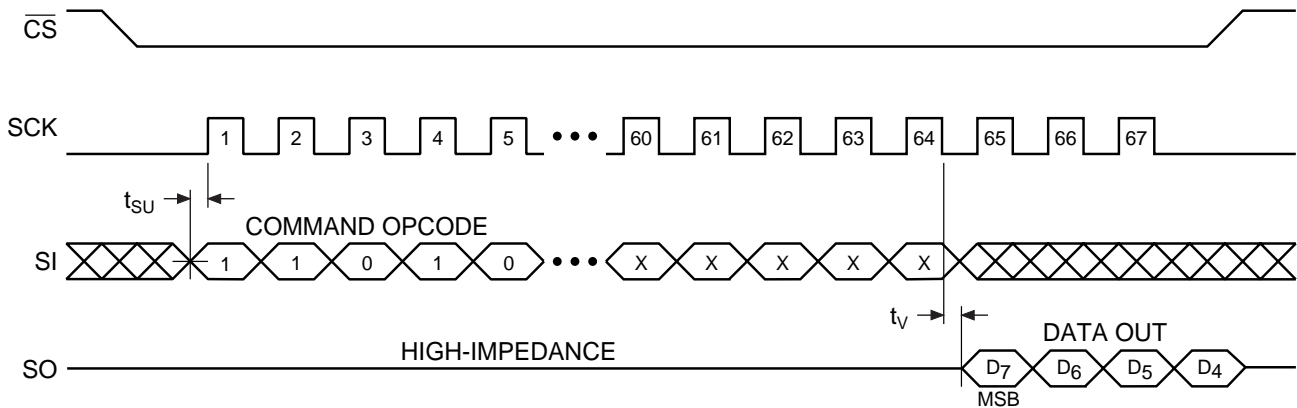 CS
SCK 1 2 3 4 5 ••• 60 61 62 63 64 65 66 67
tSU
COMMAND OPCODE
SI 1 1 0 1 0 ••• X X X X X
tV
DATA OUT
HIGH-IMPEDANCE
SO D7 D6 D5 D4
MSB